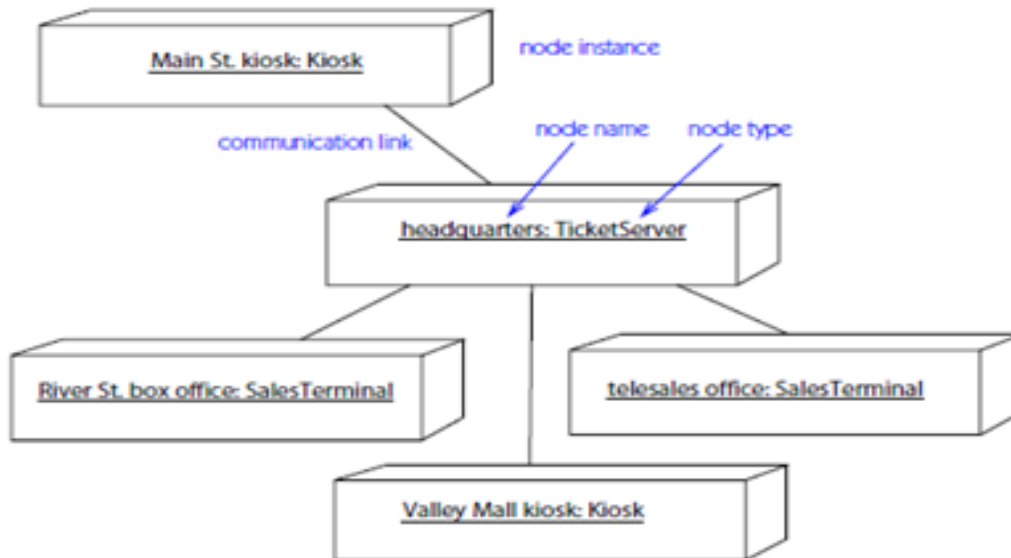 Main St. kiosk: Kiosk
node instance
communication link
node name
node type
headquarters: TicketServer
River St. box office: SalesTerminal
telesales office: SalesTerminal
Valley Mall kiosk: Kiosk